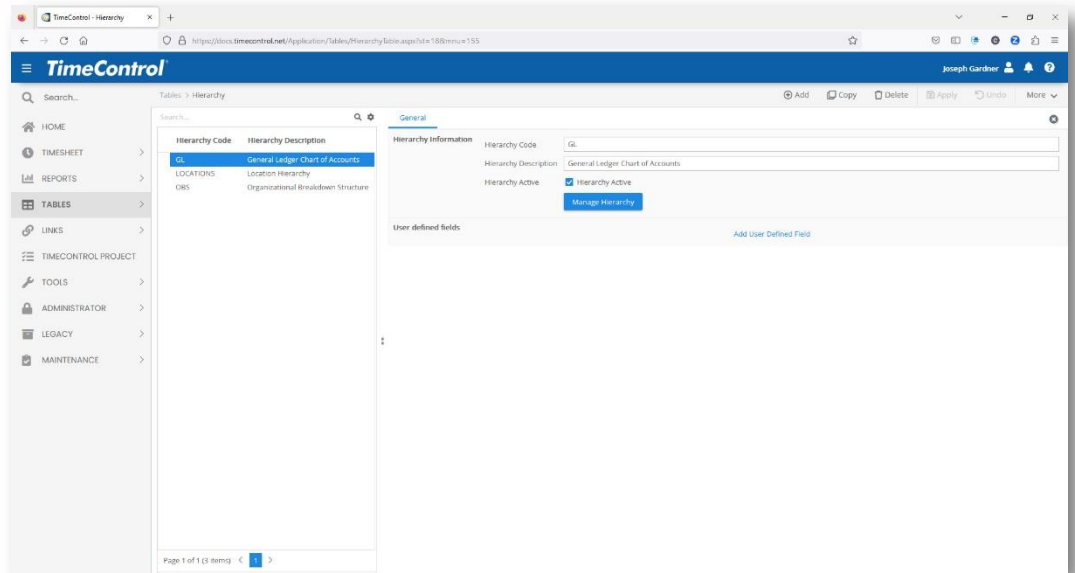 TimeControl - Hierarchy
https://docs.timecontrol.net/Application/Tables/HierarchyTable.aspx?st=18&mnu=155
TimeControl
Joseph Gardner
Search...
Tables > Hierarchy
Add Copy Delete Apply Undo More
Search...
General
HOME
TIMESHEET
REPORTS
TABLES
LINKS
TIMECONTROL PROJECT
TOOLS
ADMINISTRATOR
LEGACY
MAINTENANCE
Hierarchy Code Hierarchy Description
GL General Ledger Chart of Accounts
LOCATIONS Location Hierarchy
OBS Organizational Breakdown Structure
Page 1 of 1 (3 items) < 1 >
Hierarchy Information
Hierarchy Code GL
Hierarchy Description General Ledger Chart of Accounts
Hierarchy Active Hierarchy Active
Manage Hierarchy
User defined fields
Add User Defined Field